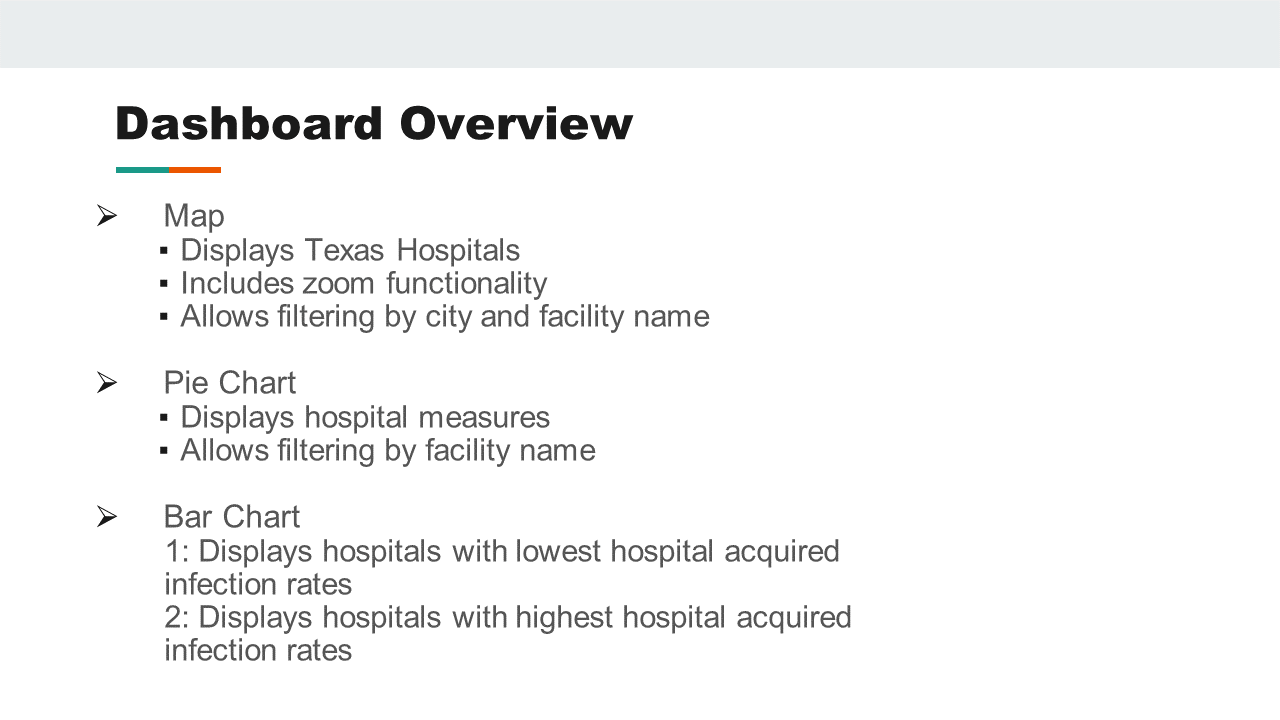 Dashboard Overview
➢ Map
▪ Displays Texas Hospitals
▪ Includes zoom functionality
▪ Allows filtering by city and facility name
➢ Pie Chart
▪ Displays hospital measures
▪ Allows filtering by facility name
➢ Bar Chart
1: Displays hospitals with lowest hospital acquired
infection rates
2: Displays hospitals with highest hospital acquired
infection rates